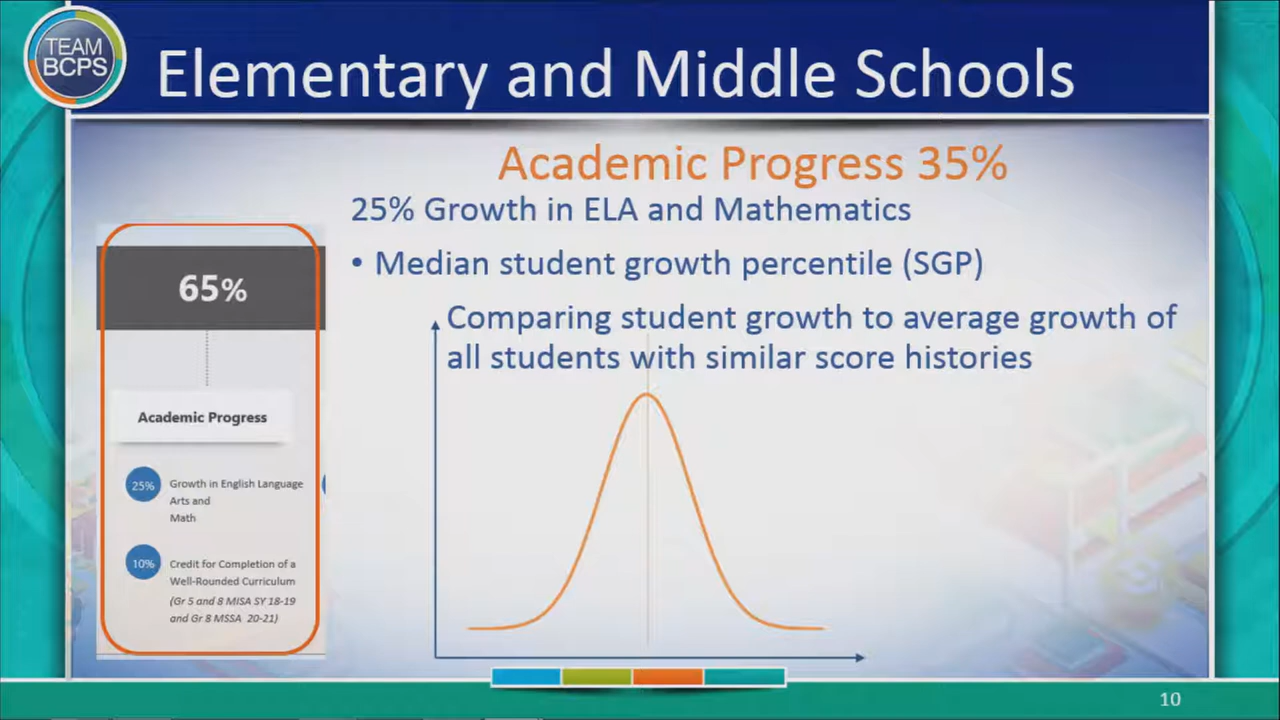 TEAM
BCPS
Elementary and Middle Schools
Academic Progress 35%
25% Growth in ELA and Mathematics
• Median student growth percentile (SGP)
Comparing student growth to average growth of
all students with similar score histories
65%
Academic Progress
25% Growth in English Language
Arts and
Math
10% Credit for Completion of a
Well-Rounded Curriculum
(Gr 5 and 8 MISA SY 18-19
and Gr 8 MSSA 20-21)
10